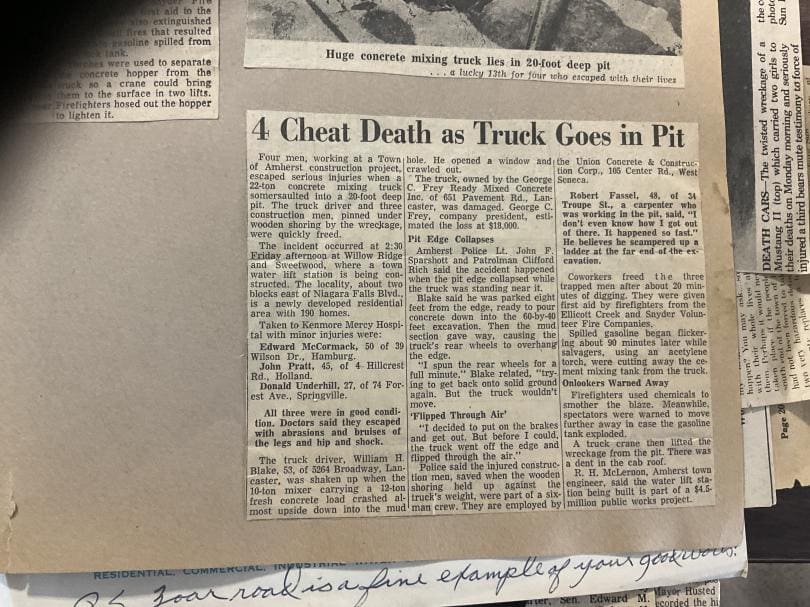 aid to the
also extinguished
fires that resulted
gasoline spilled from
tank.
were used to separate
concrete hopper from the
so a crane could bring
them to the surface in two lifts.
Firefighters hosed out the hopper
to lighten it.
Huge concrete mixing truck lies in 20-foot deep pit
... a lucky 13th for four who escaped with their lives
4 Cheat Death as Truck Goes in Pit
Four men, working at a Town
of Amherst construction project,
escaped serious injuries when a
22-ton concrete mixing truck
somersaulted into a 20-foot deep
pit. The truck driver and three
construction men, pinned under
wooden shoring by the wreckage,
were quickly freed.
The incident occurred at 2:30
Friday afternoon at Willow Ridge
and Sweetwood, where a town
water lift station is being con-
structed. The locality, about two
blocks east of Niagara Falls Blvd.,
is a newly developed residential
area with 190 homes.
Taken to Kenmore Mercy Hospi-
tal with minor injuries were:
Edward McCormack, 50 of 39
Wilson Dr., Hamburg.
John Pratt, 45, of 4 Hillcrest
Rd., Holland.
Donald Underhill, 27, of 74 For-
est Ave., Springville.
All three were in good condi-
tion. Doctors said they escaped
with abrasions and bruises of
the legs and hip and shock.
The truck driver, William H.
Blake, 53, of 5264 Broadway, Lan-
caster, was shaken up when the
10-ton mixer carrying a 12-ton
fresh concrete load crashed al-
most upside down into the mud
hole. He opened a window and
crawled out.
The truck, owned by the George
C. Frey Ready Mixed Concrete
Inc. of 651 Pavement Rd., Lan-
caster, was damaged. George C.
Frey, company president, esti-
mated the loss at $18,000.
Pit Edge Collapses
Amherst Police Lt. John F.
Sparshott and Patrolman Clifford
Rich said the accident happened
when the pit edge collapsed while
the truck was standing near it.
Blake said he was parked eight
feet from the edge, ready to pour
concrete down into the 60-by-40
feet excavation. Then the mud
section gave way, causing the
truck's rear wheels to overhang
the edge.
"I spun the rear wheels for a
full minute," Blake related, "try-
ing to get back onto solid ground
again. But the truck wouldn't
move.
'Flipped Through Air'
"I decided to put on the brakes
and get out. But before I could,
the truck went off the edge and
flipped through the air."
Police said the injured construc-
tion men, saved when the wooden
shoring held up against the
truck's weight, were part of a six-
man crew. They are employed by
the Union Concrete & Construc-
tion Corp., 105 Center Rd., West
Seneca.
Robert Fassel, 48, of 34
Troupe St., a carpenter who
was working in the pit, said, "I
don't even know how I got out
of there. It happened so fast."
He believes he scampered up a
ladder at the far end of the ex-
cavation.
Coworkers freed the three
trapped men after about 20 min-
utes of digging. They were given
first aid by firefighters from the
Ellicott Creek and Snyder Volun-
teer Fire Companies.
Spilled gasoline began flicker-
ing about 90 minutes later while
salvagers, using an acetylene
torch, were cutting away the ce-
ment mixing tank from the truck.
Onlookers Warned Away
Firefighters used chemicals to
smother the blaze. Meanwhile,
spectators were warned to move
further away in case the gasoline
tank exploded.
A truck crane then lifted the
wreckage from the pit. There was
a dent in the cab roof.
R. H. McLernon, Amherst town
engineer, said the water lift sta-
tion being built is part of a $4.5-
million public works project.
DEATH CARS—The twisted wreckage of a
Mustang II (top) which carried two girls to
their deaths on Monday morning and seriously
injured a third bears mute testimony to force of
Page 20
RESIDENTIAL, COMMERCIAL, INDUSTRIAL
road is a fine example of your good work.
Sen. Edward M.
Mayor Husted